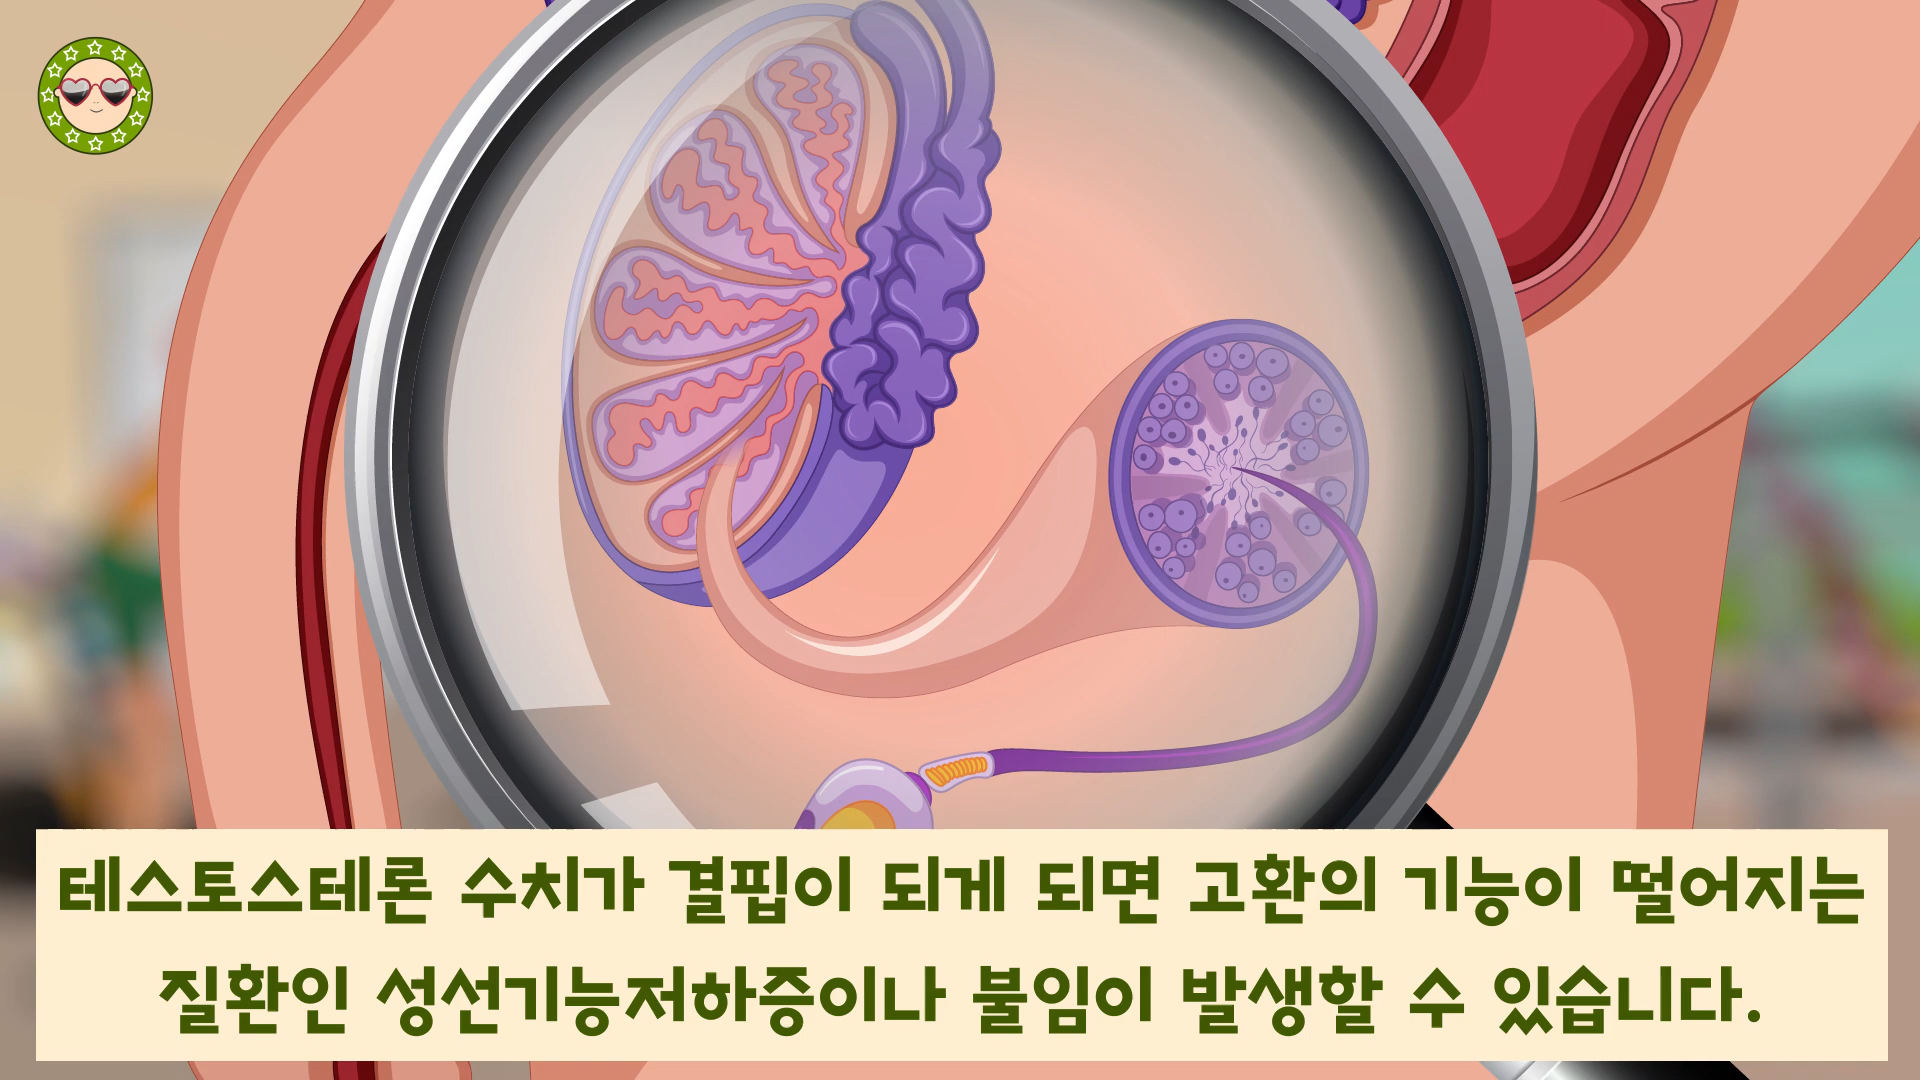 테스토스테론 수치가 결핍이 되게 되면 고환의 기능이 떨어지는
질환인 성선기능저하증이나 불임이 발생할 수 있습니다.